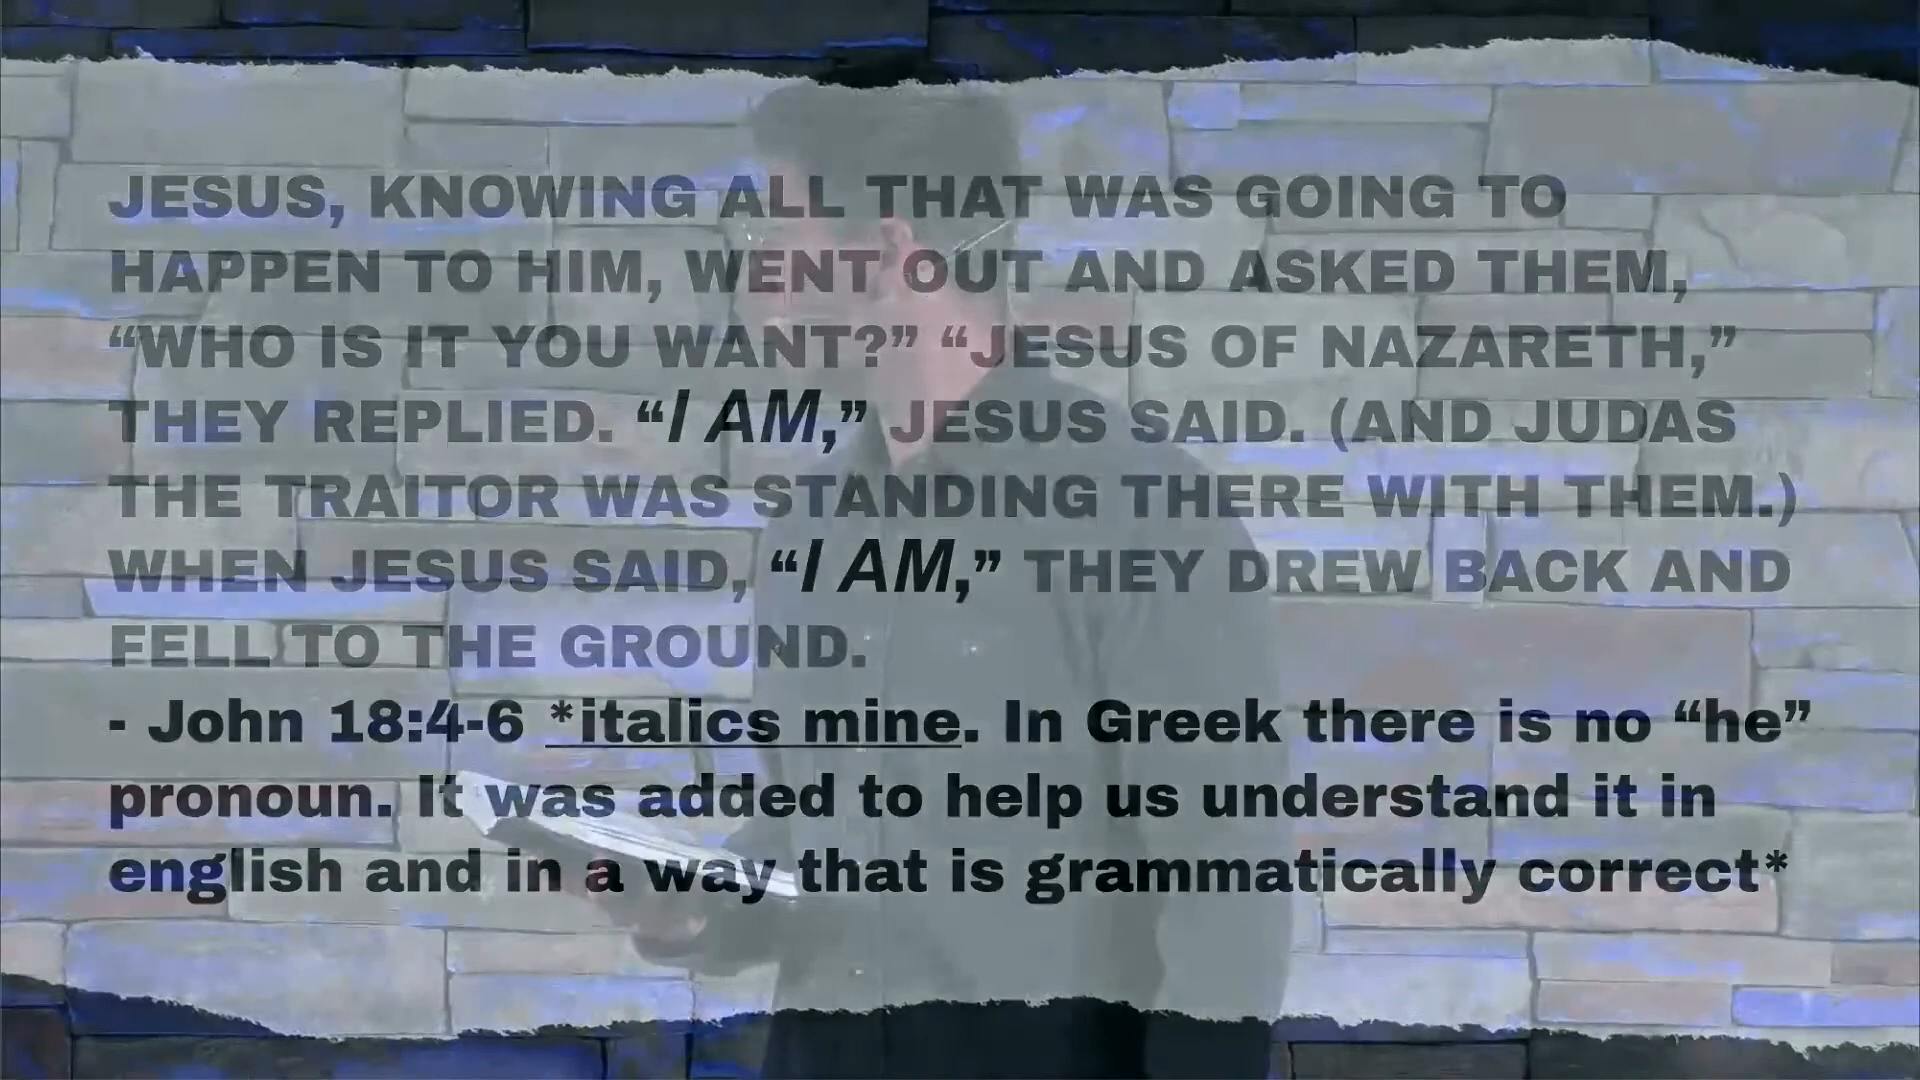 JESUS, KNOWING ALL THAT WAS GOING TO
HAPPEN TO HIM, WENT OUT AND ASKED THEM,
“WHO IS IT YOU WANT?” “JESUS OF NAZARETH,”
THEY REPLIED. “I AM,” JESUS SAID. (AND JUDAS
THE TRAITOR WAS STANDING THERE WITH THEM.)
WHEN JESUS SAID, “I AM,” THEY DREW BACK AND
FELL TO THE GROUND.
- John 18:4-6 *italics mine. In Greek there is no “he”
pronoun. It was added to help us understand it in
english and in a way that is grammatically correct*